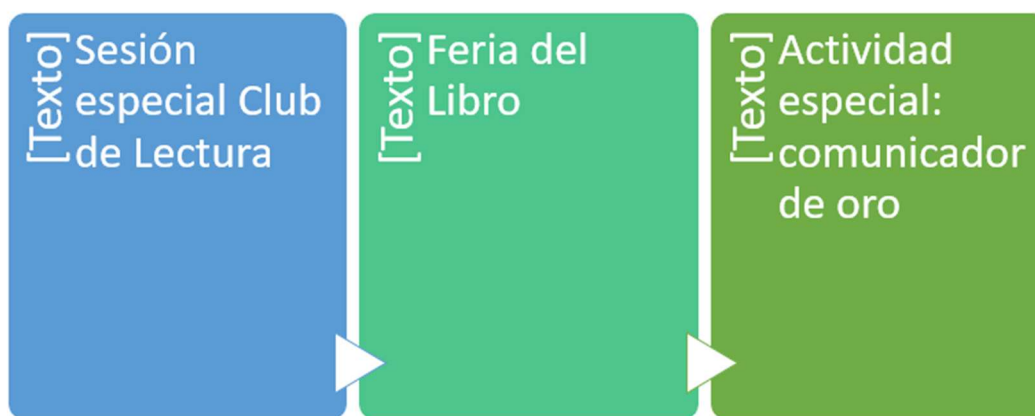 [Texto]
Sesión
especial Club
de Lectura
[Texto]
Feria del
Libro
[Texto]
Actividad
especial:
comunicador
de oro